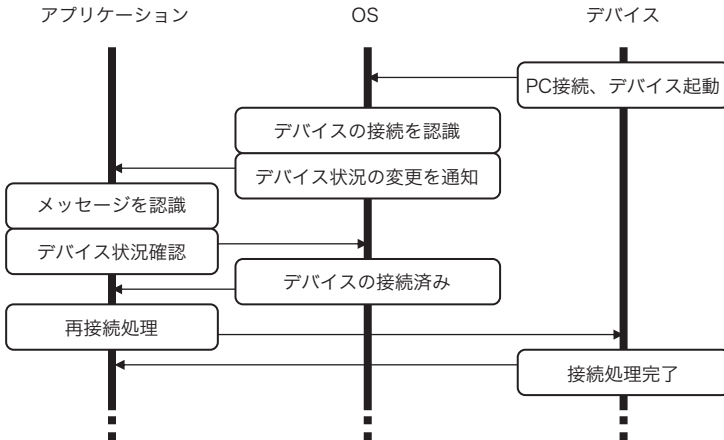 アプリケーション
OS
デバイス
PC接続、デバイス起動
デバイスの接続を認識
デバイス状況の変更を通知
メッセージを認識
デバイス状況確認
デバイスの接続済み
再接続処理
接続処理完了